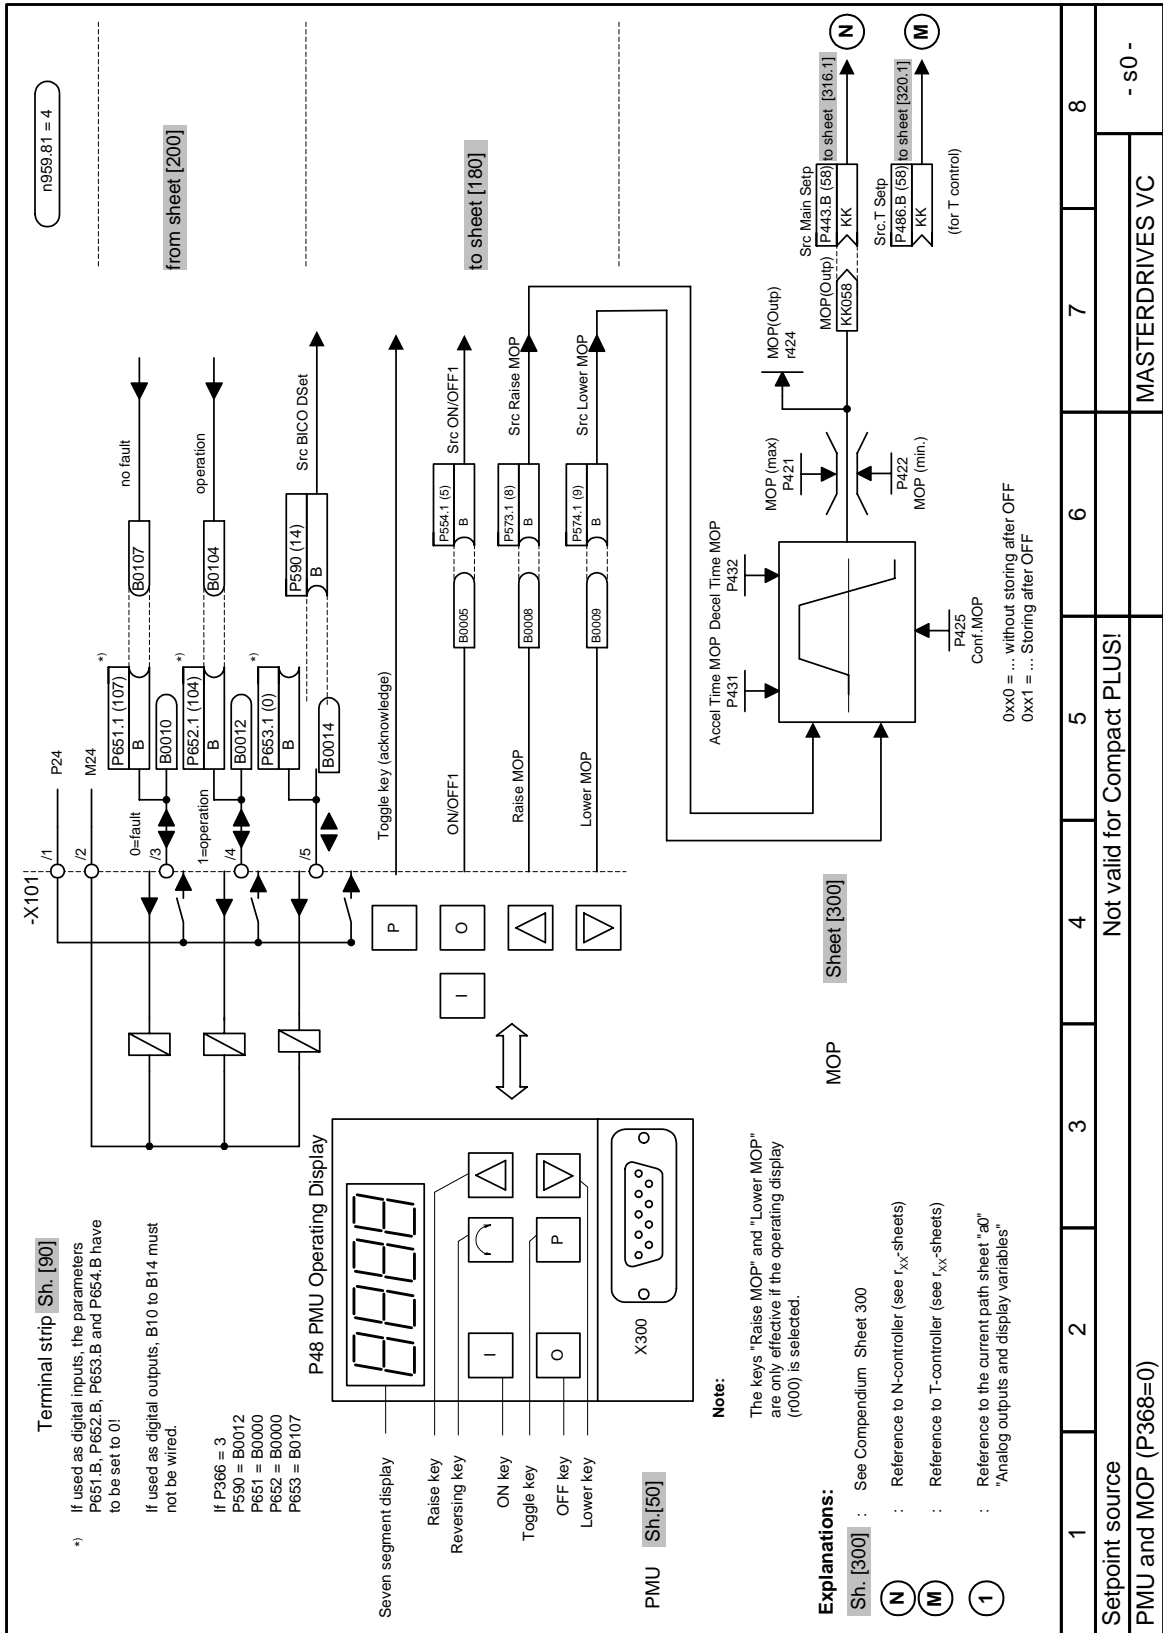 n959.81 = 4
Terminal strip Sh. [90]
*) If used as digital inputs, the parameters
P651.B, P652.B, P653.B and P654.B have
to be set to 0!
If used as digital outputs, B10 to B14 must
not be wired.
If P366 = 3
P590 = B0012
P651 = B0000
P652 = B0000
P653 = B0107
-X101
/1
P24
/2
M24
0=fault
/3
P651.1 (107)
*)
B
B0010
B0107
no fault
1=operation
/4
P652.1 (104)
*)
B
B0012
B0104
operation
/5
P653.1 (0)
*)
B
B0014
P590 (14)
B
Src BICO DSet
from sheet [200]
P48 PMU Operating Display
Seven segment display
Raise key
Reversing key
ON key
Toggle key
OFF key
Lower key
I
O
P
X300
PMU Sh.[50]
P
I
O
Toggle key (acknowledge)
ON/OFF1
B0005
P554.1 (5)
B
Src ON/OFF1
Raise MOP
B0008
P573.1 (8)
B
Src Raise MOP
Lower MOP
B0009
P574.1 (9)
B
Src Lower MOP
to sheet [180]
Note:
The keys "Raise MOP" and "Lower MOP"
are only effective if the operating display
(r000) is selected.
MOP Sheet [300]
Accel Time MOP
P431
Decel Time MOP
P432
P425
Conf.MOP
MOP (max)
P421
P422
MOP (min.)
MOP(Outp)
r424
MOP(Outp)
KK058
Src Main Setp
P443.B (58)
KK
to sheet [316.1]
N
Src.T Setp
P486.B (58)
KK
to sheet [320.1]
M
(for T control)
0xx0 = ... without storing after OFF
0xx1 = ... Storing after OFF
Explanations:
Sh. [300] : See Compendium Sheet 300
N : Reference to N-controller (see rXX-sheets)
M : Reference to T-controller (see rXX-sheets)
1 : Reference to the current path sheet "a0"
"Analog outputs and display variables"
1 2 3 4 5 6 7 8
Setpoint source
Not valid for Compact PLUS!
- s0 -
PMU and MOP (P368=0)
MASTERDRIVES VC